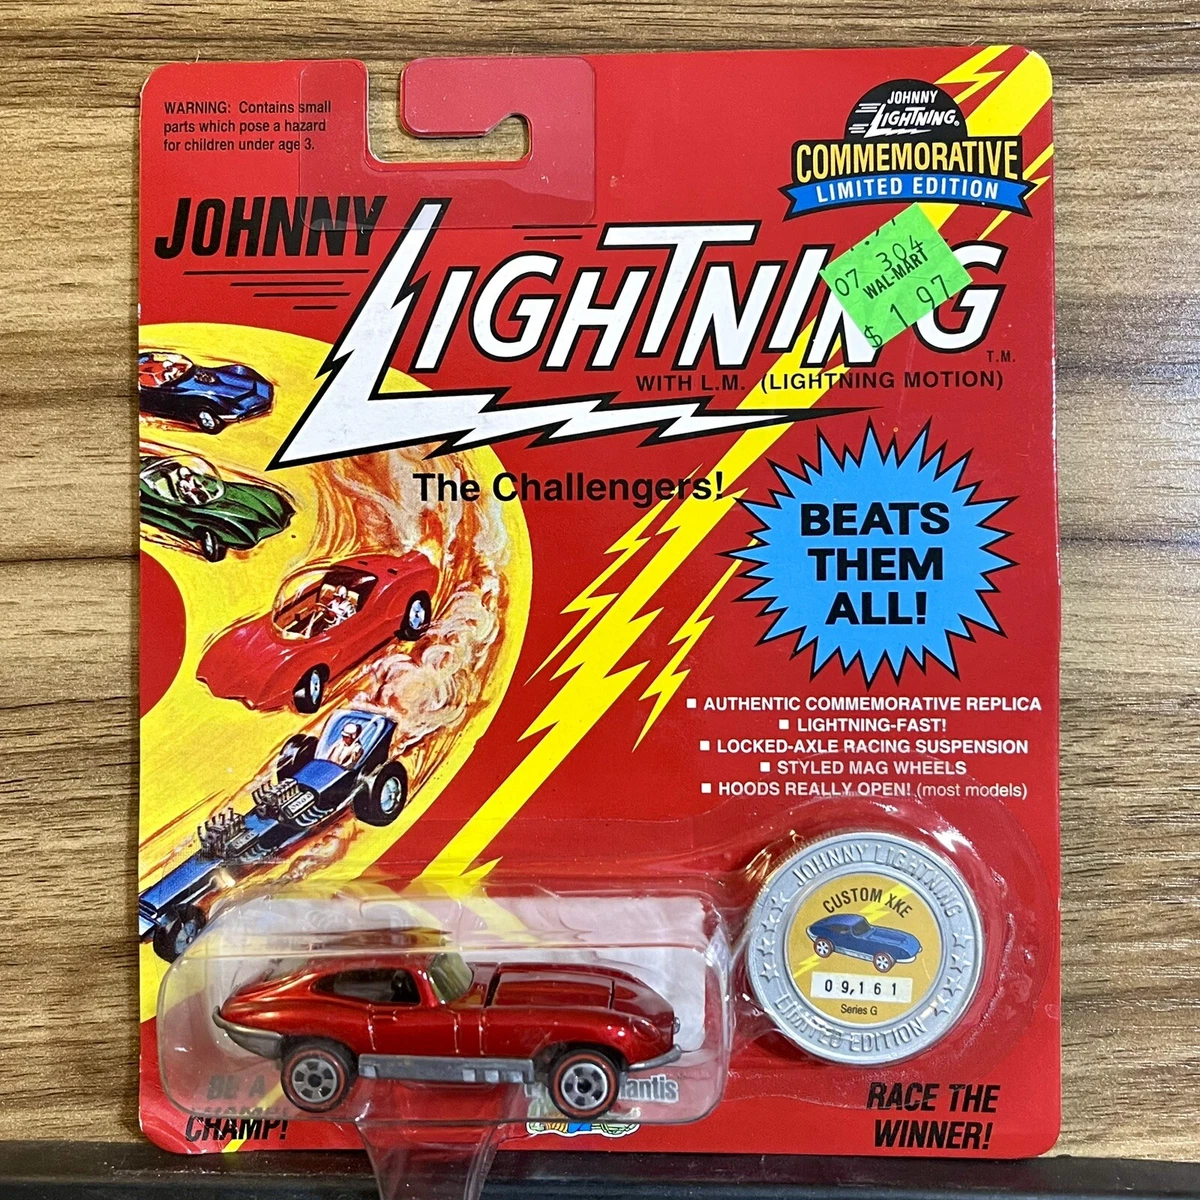 WARNING: Contains small
parts which pose a hazard
for children under age 3.
JOHNNY
LIGHTNING®
COMMEMORATIVE
LIMITED EDITION
JOHNNY
LIGHTNING
T.M.
07 304
WAL-MART
$ 1.97
WITH L.M. (LIGHTNING MOTION)
The Challengers!
BEATS
THEM
ALL!
■ AUTHENTIC COMMEMORATIVE REPLICA
■ LIGHTNING-FAST!
■ LOCKED-AXLE RACING SUSPENSION
■ STYLED MAG WHEELS
■ HOODS REALLY OPEN! (most models)
JOHNNY LIGHTNING
CUSTOM XKE
09,161
Series G
LIMITED EDITION
BE A
CHAMP!
RACE THE
WINNER!